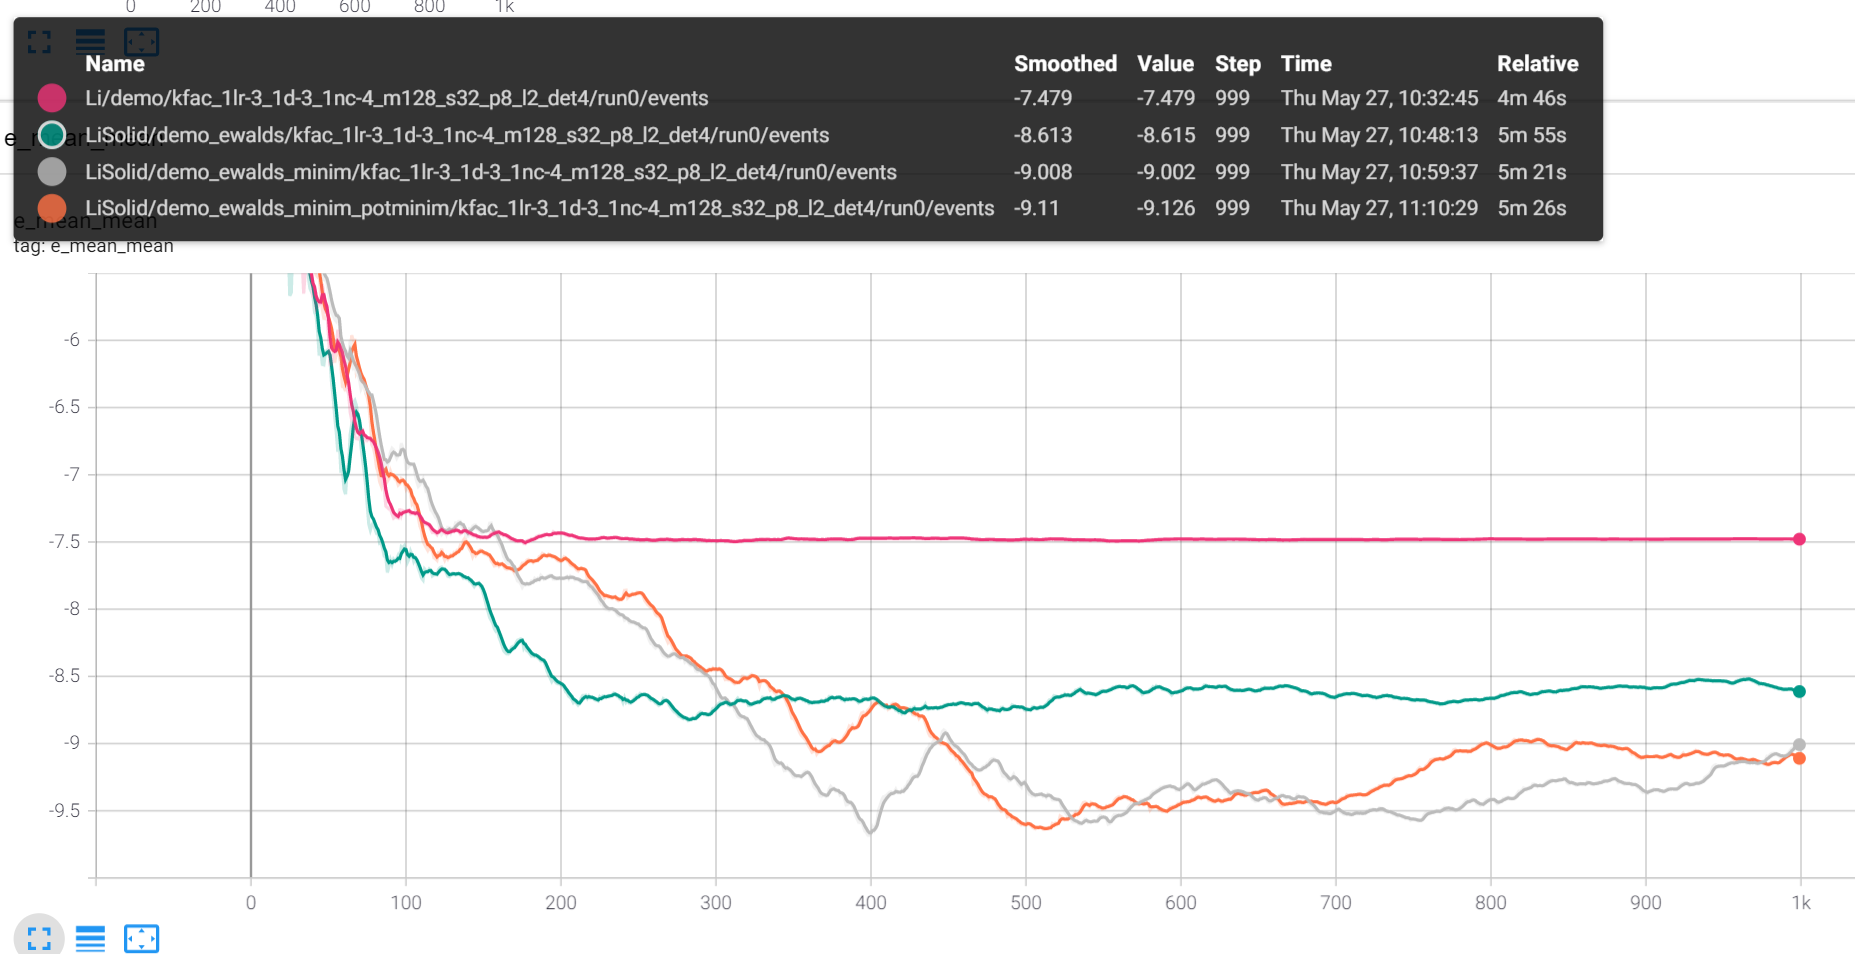 0 200 400 600 800 1k
Name Smoothed Value Step Time Relative
Li/demo/kfac_1lr-3_1d-3_1nc-4_m128_s32_p8_l2_det4/run0/events -7.479 -7.479 999 Thu May 27, 10:32:45 4m 46s
LiSolid/demo_ewalds/kfac_1lr-3_1d-3_1nc-4_m128_s32_p8_l2_det4/run0/events -8.613 -8.615 999 Thu May 27, 10:48:13 5m 55s
e_mean_mean
LiSolid/demo_ewalds_minim/kfac_1lr-3_1d-3_1nc-4_m128_s32_p8_l2_det4/run0/events -9.008 -9.002 999 Thu May 27, 10:59:37 5m 21s
LiSolid/demo_ewalds_minim_potminim/kfac_1lr-3_1d-3_1nc-4_m128_s32_p8_l2_det4/run0/events -9.11 -9.126 999 Thu May 27, 11:10:29 5m 26s
e_mean_mean
tag: e_mean_mean
-6
-6.5
-7
-7.5
-8
-8.5
-9
-9.5
0 100 200 300 400 500 600 700 800 900 1k